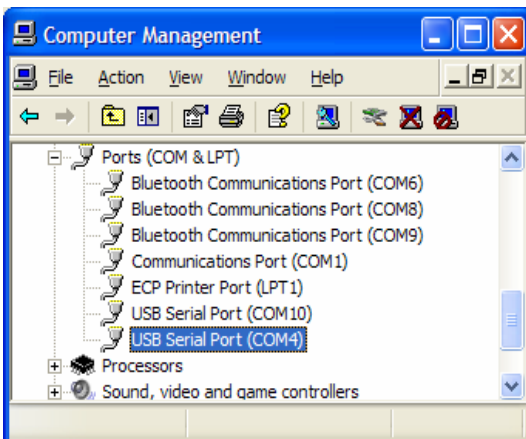 Computer Management
File Action View Window Help
Ports (COM & LPT)
Bluetooth Communications Port (COM6)
Bluetooth Communications Port (COM8)
Bluetooth Communications Port (COM9)
Communications Port (COM1)
ECP Printer Port (LPT1)
USB Serial Port (COM10)
USB Serial Port (COM4)
Processors
Sound, video and game controllers